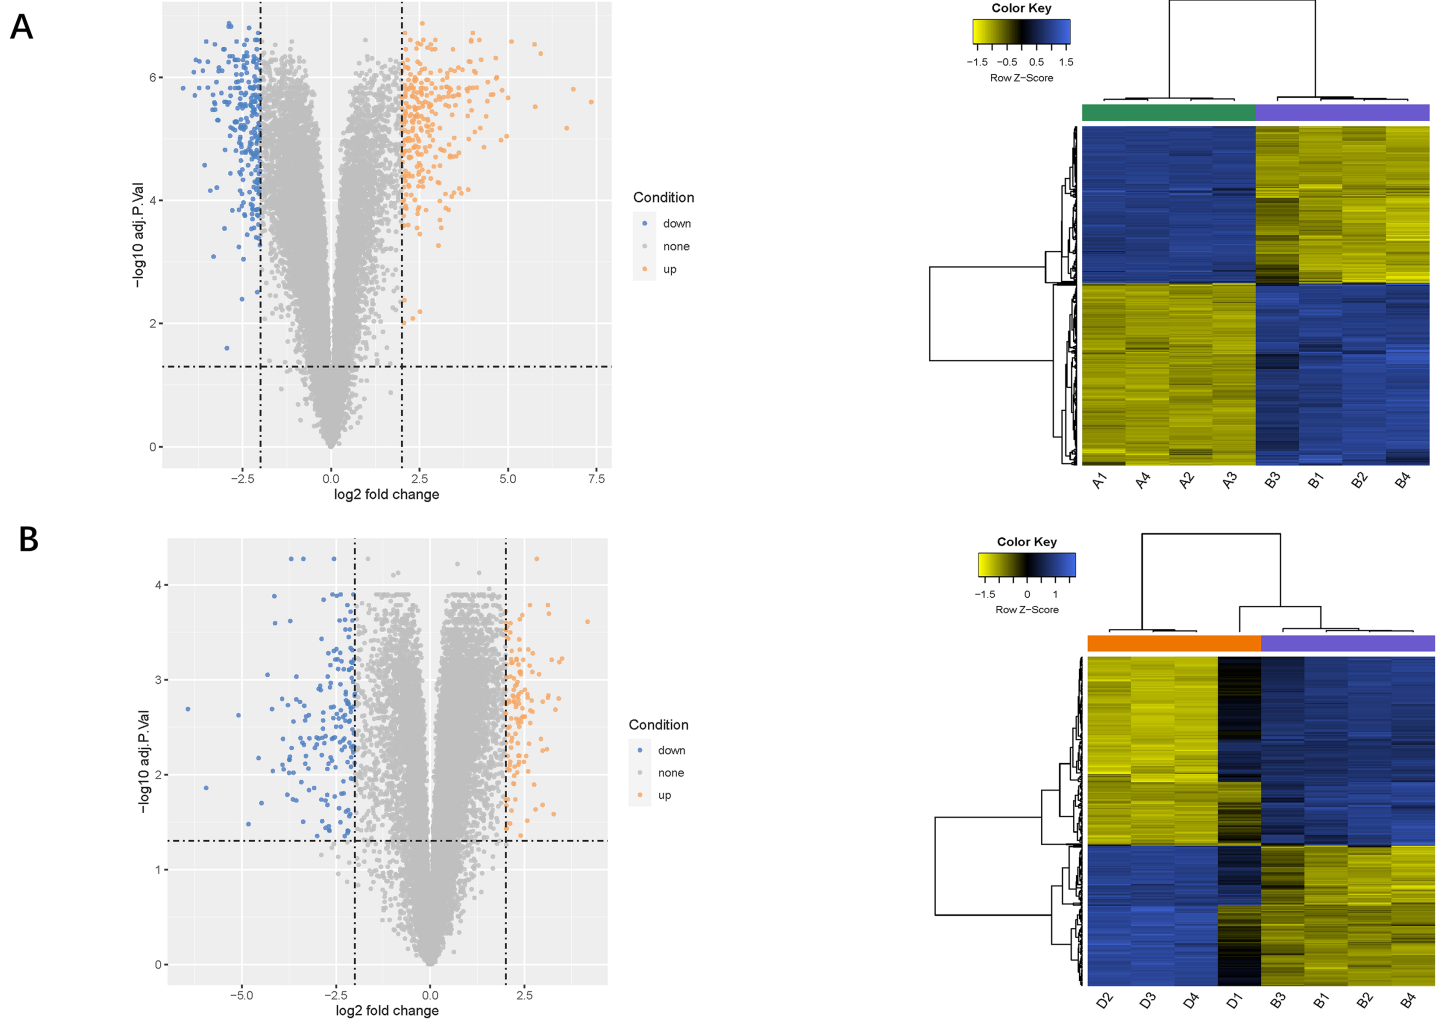 A
6
4
2
0
−log10 adj.P.Val
−2.5 0.0 2.5 5.0 7.5
log2 fold change
Condition
down
none
up
Color Key
−1.5 −0.5 0.5 1.5
Row Z−Score
A1 A4 A2 A3 B3 B1 B2 B4
B
4
3
2
1
0
−log10 adj.P.Val
−5.0 −2.5 0.0 2.5
log2 fold change
Condition
down
none
up
Color Key
−1.5 0 1
Row Z−Score
D2 D3 D4 D1 B3 B1 B2 B4